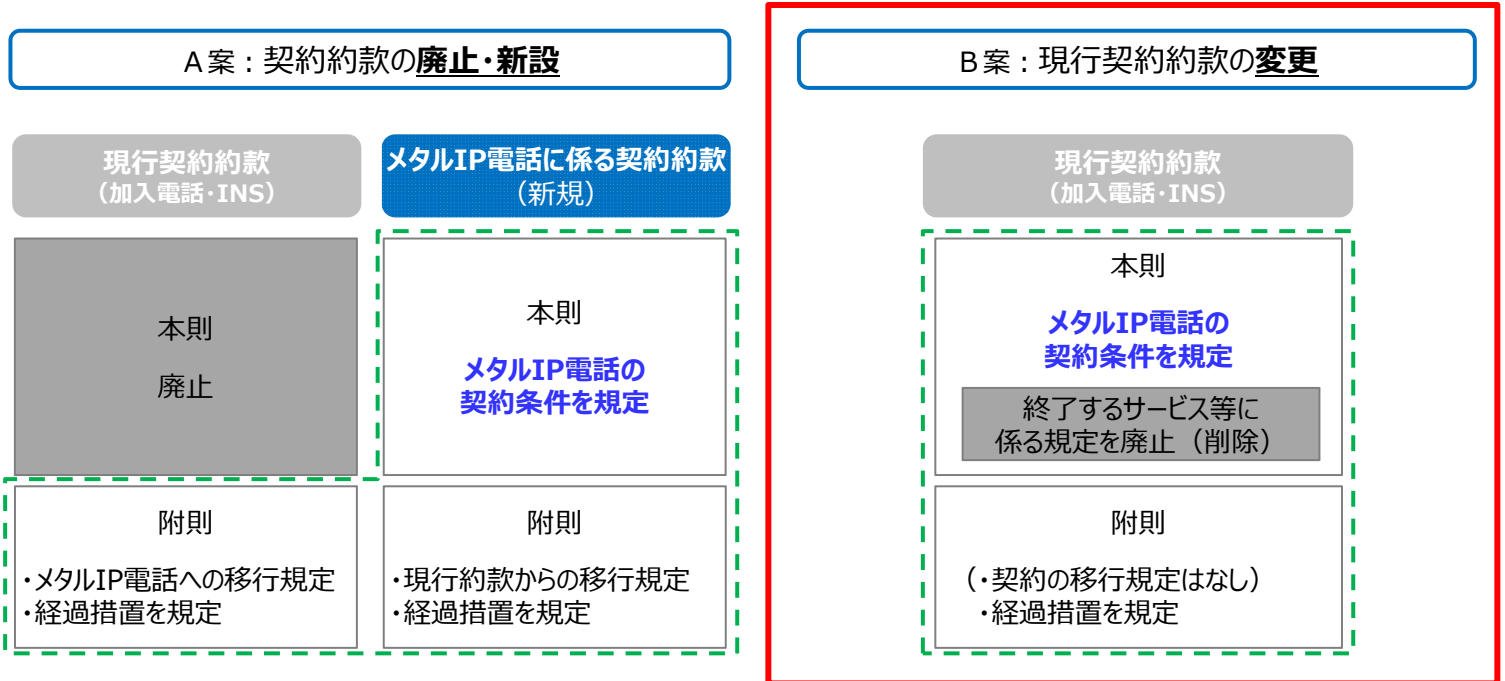 A案：契約約款の廃止・新設
現行契約約款
（加入電話・INS）
本則
廃止
附則
・メタルIP電話への移行規定
・経過措置を規定
メタルIP電話に係る契約約款
（新規）
本則
メタルIP電話の
契約条件を規定
附則
・現行約款からの移行規定
・経過措置を規定
B案：現行契約約款の変更
現行契約約款
（加入電話・INS）
本則
メタルIP電話の
契約条件を規定
終了するサービス等に
係る規定を廃止（削除）
附則
（・契約の移行規定はなし）
・経過措置を規定